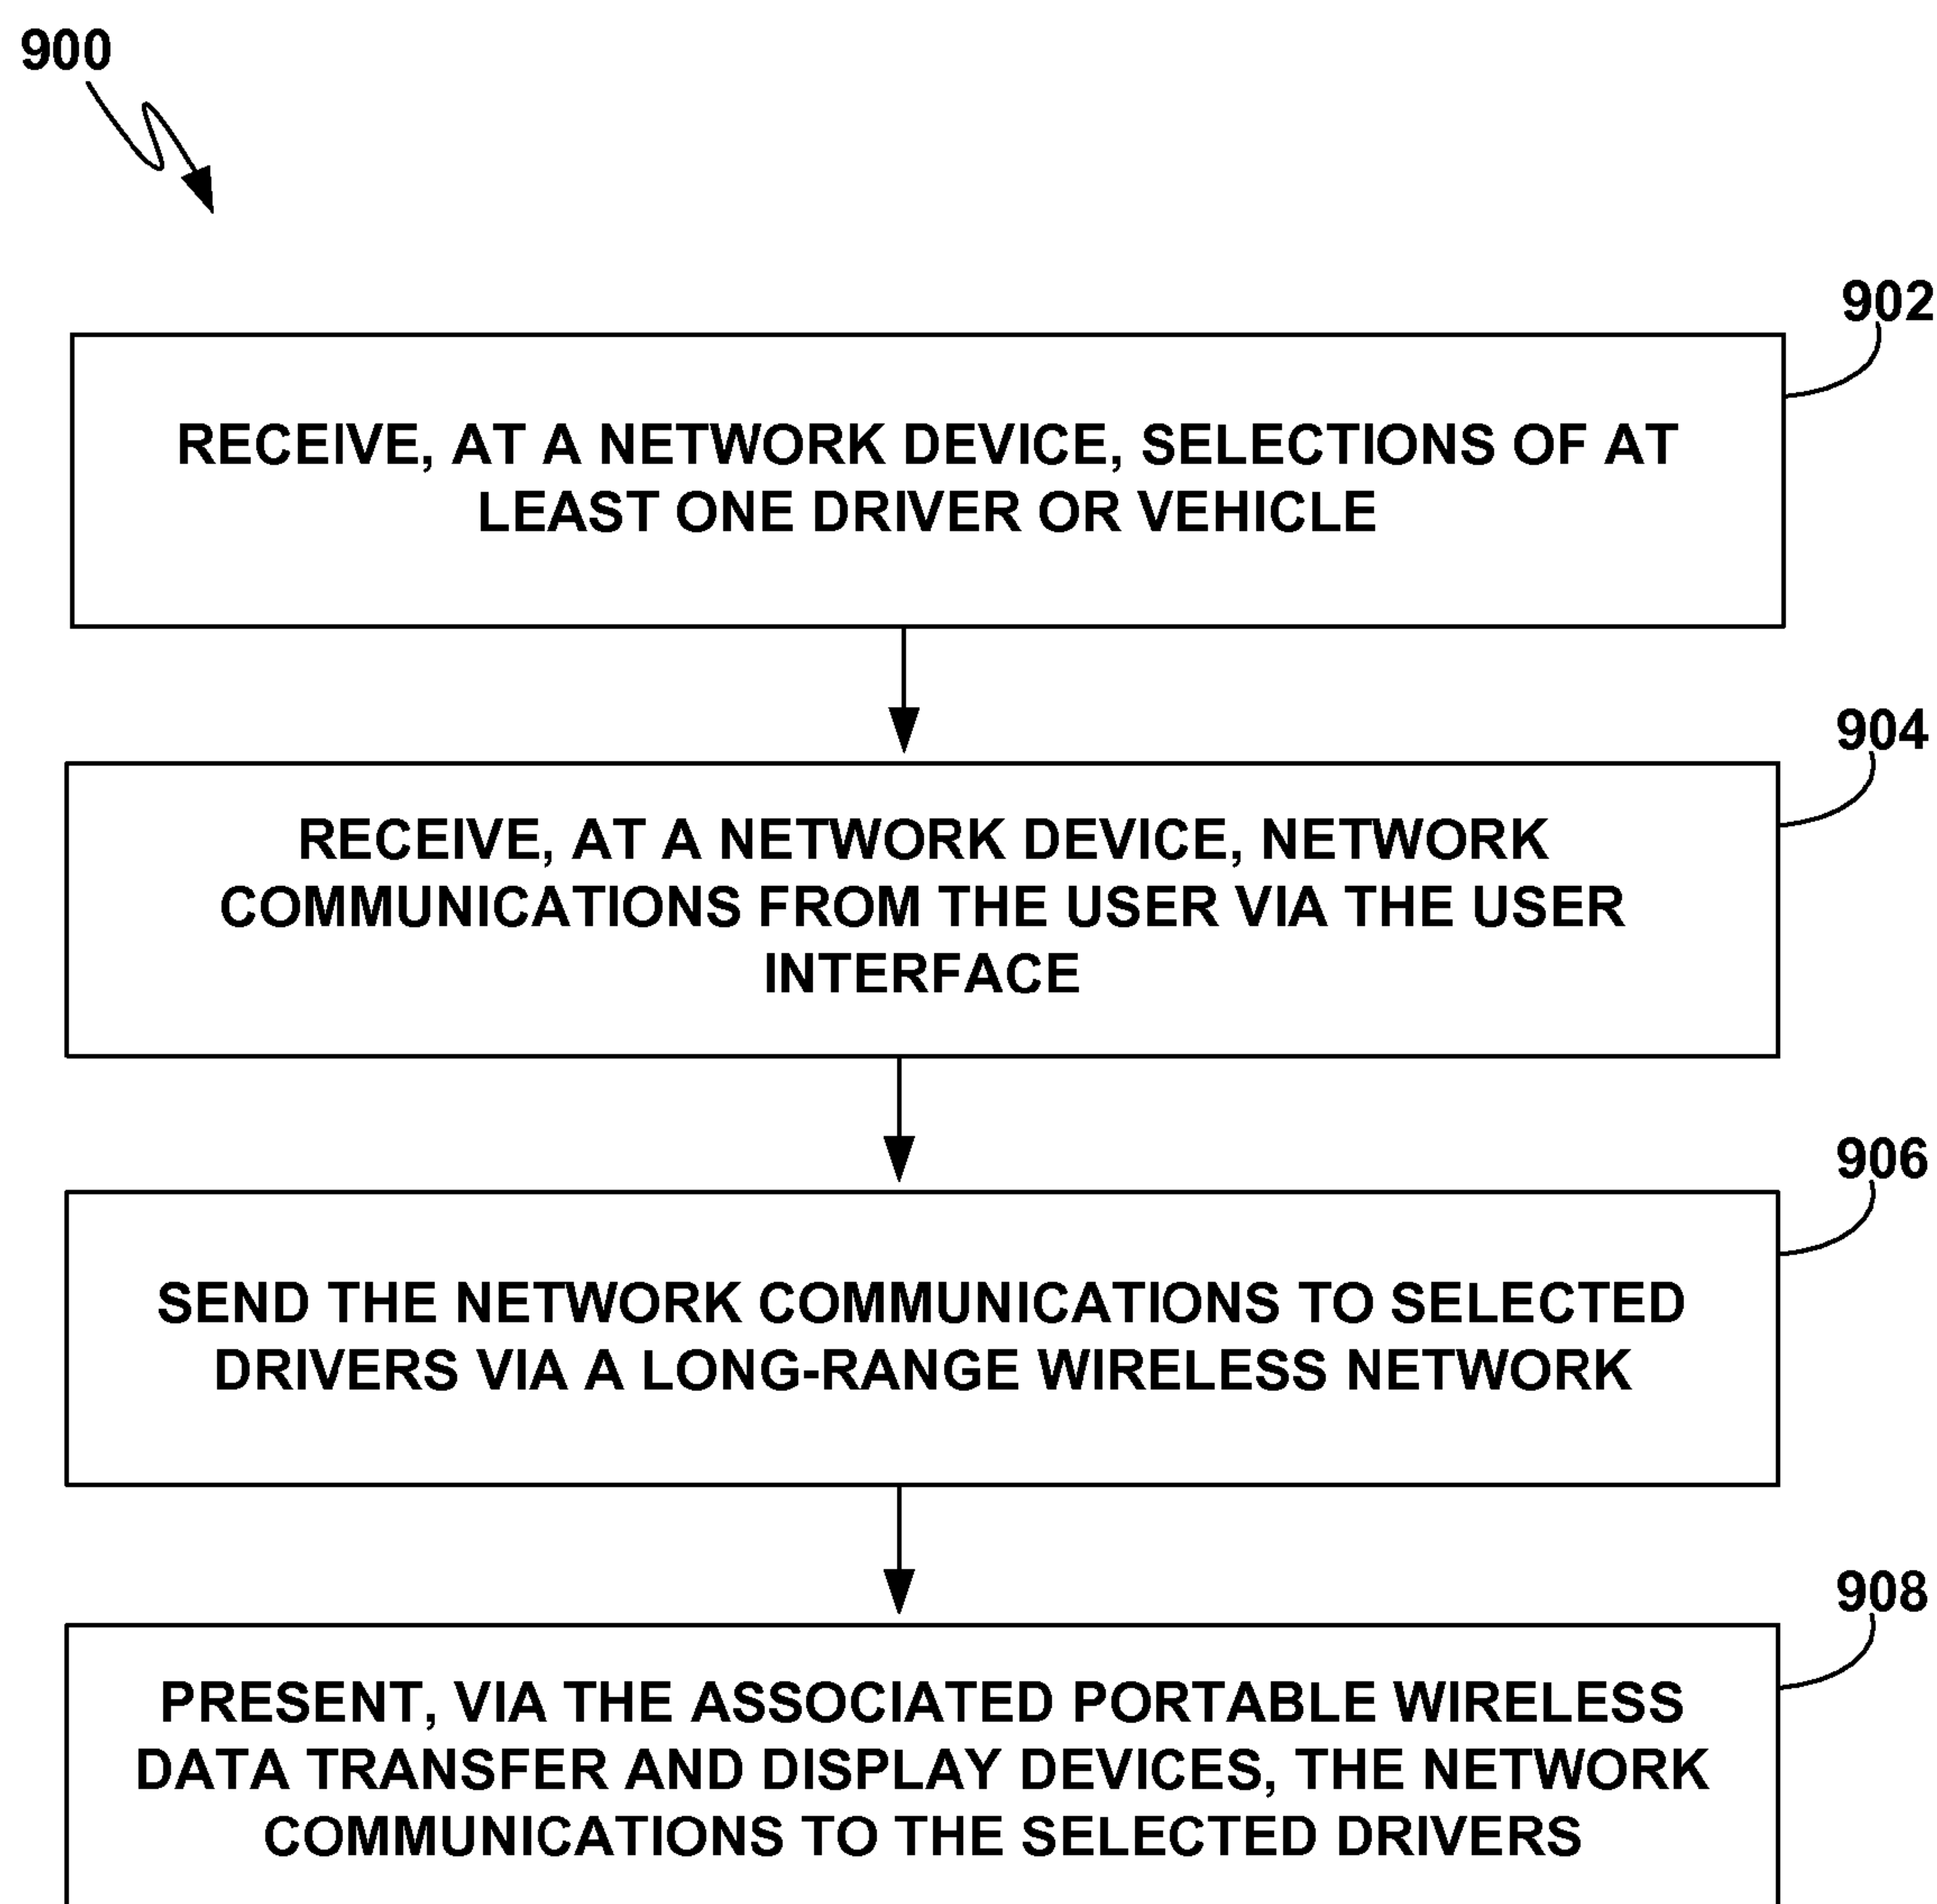 900
902
RECEIVE, AT A NETWORK DEVICE, SELECTIONS OF AT
LEAST ONE DRIVER OR VEHICLE
904
RECEIVE, AT A NETWORK DEVICE, NETWORK
COMMUNICATIONS FROM THE USER VIA THE USER
INTERFACE
906
SEND THE NETWORK COMMUNICATIONS TO SELECTED
DRIVERS VIA A LONG-RANGE WIRELESS NETWORK
908
PRESENT, VIA THE ASSOCIATED PORTABLE WIRELESS
DATA TRANSFER AND DISPLAY DEVICES, THE NETWORK
COMMUNICATIONS TO THE SELECTED DRIVERS